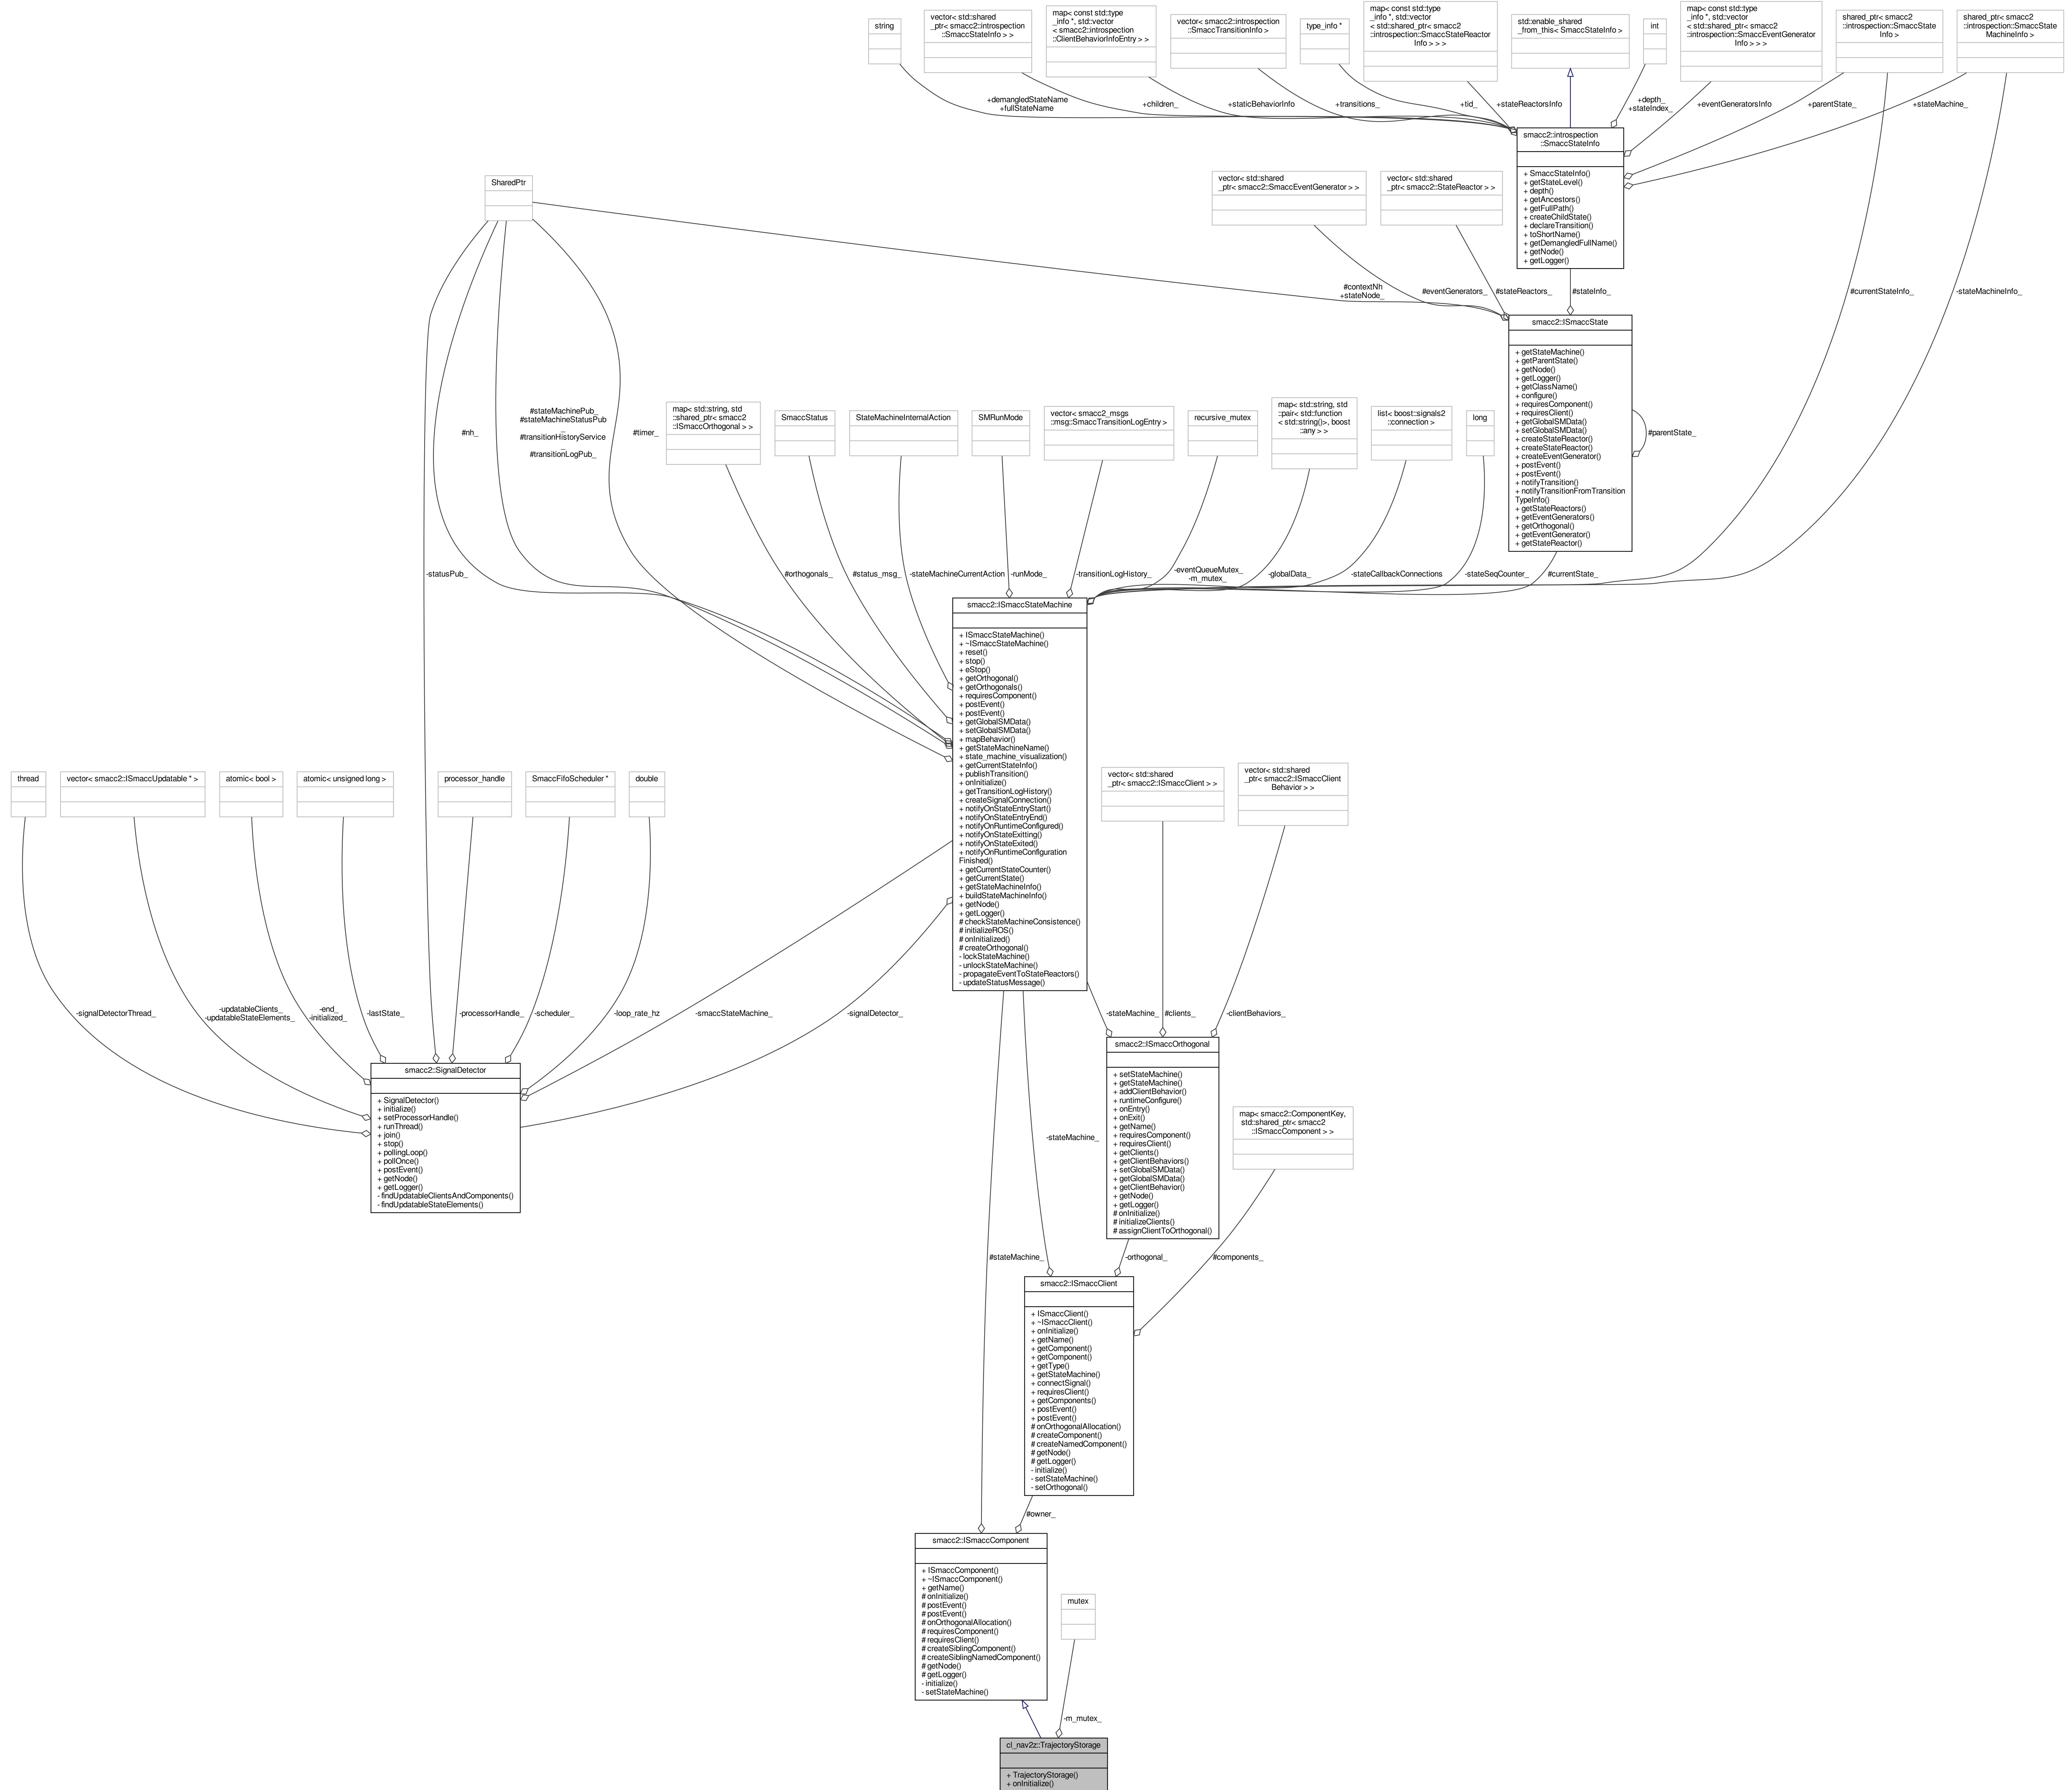 string
vector< std::shared
_ptr< smacc2::introspection
::SmaccStateInfo > >
map< const std::type
_info *, std::vector
< smacc2::introspection
::ClientBehaviorInfoEntry > >
vector< smacc2::introspection
::SmaccTransitionInfo >
type_info *
map< const std::type
_info *, std::vector
< std::shared_ptr< smacc2
::introspection::StateReactor
Info > > >
std::enable_shared
_from_this< SmaccStateInfo >
int
map< const std::type
_info *, std::vector
< std::shared_ptr< smacc2
::introspection::SmaccEventGenerator
Info > > >
shared_ptr< smacc2
::introspection::SmaccState
Info >
shared_ptr< smacc2
::introspection::SmaccState
MachineInfo >
+demangledStateName
+fullStateName
+children_
+staticBehaviorInfo
+transitions_
+tid_
+stateReactorsInfo
+depth_
+stateIndex_
+eventGeneratorsInfo
+parentState_
+stateMachine_
smacc2::introspection
::SmaccStateInfo
+ SmaccStateInfo()
+ getStateLevel()
+ depth()
+ getAncestors()
+ getFullPath()
+ createChildState()
+ declareTransition()
+ toShortName()
+ getDemangledFullName()
+ getNode()
+ getLogger()
SharedPtr
vector< std::shared
_ptr< smacc2::SmaccEventGenerator > >
vector< std::shared
_ptr< smacc2::StateReactor > >
#contextNh
+stateNode_
#eventGenerators_
#stateReactors_
#stateInfo_
#currentStateInfo_
-stateMachineInfo_
smacc2::ISmaccState
+ getStateMachine()
+ getParentState()
+ getNode()
+ getLogger()
+ getClassName()
+ configure()
+ requiresComponent()
+ requiresClient()
+ getGlobalSMData()
+ setGlobalSMData()
+ createStateReactor()
+ createStateReactor()
+ createEventGenerator()
+ postEvent()
+ postEvent()
+ notifyTransition()
+ notifyTransitionFromTransition
TypeInfo()
+ getStateReactors()
+ getEventGenerators()
+ getOrthogonal()
+ getEventGenerator()
+ getStateReactor()
#parentState_
#nh_
#stateMachinePub_
#stateMachineStatusPub
_
#transitionHistoryService
_
#transitionLogPub_
#timer_
map< std::string, std
::shared_ptr< smacc2
::ISmaccOrthogonal > >
SmaccStatus
StateMachineInternalAction
SMRunMode
vector< smacc2_msgs
::msg::SmaccTransitionLogEntry >
recursive_mutex
map< std::string, std
::pair< std::function
< std::string()>, boost
::any > >
list< boost::signals2
::connection >
long
-statusPub_
#orthogonals_
#status_msg_
-stateMachineCurrentAction
-runMode_
-transitionLogHistory_
-eventQueueMutex_
-m_mutex_
-globalData_
-stateCallbackConnections
-stateSeqCounter_
#currentState_
smacc2::ISmaccStateMachine
+ ISmaccStateMachine()
+ ~ISmaccStateMachine()
+ reset()
+ stop()
+ eStop()
+ getOrthogonal()
+ getOrthogonals()
+ requiresComponent()
+ postEvent()
+ postEvent()
+ getGlobalSMData()
+ setGlobalSMData()
+ mapBehavior()
+ getStateMachineName()
+ state_machine_visualization()
+ getCurrentStateInfo()
+ publishTransition()
+ onInitialize()
+ getTransitionLogHistory()
+ createSignalConnection()
+ notifyOnStateEntryStart()
+ notifyOnStateEntryEnd()
+ notifyOnRuntimeConfigured()
+ notifyOnStateExitting()
+ notifyOnStateExited()
+ notifyOnRuntimeConfiguration
Finished()
+ getCurrentStateCounter()
+ getCurrentState()
+ getStateMachineInfo()
+ buildStateMachineInfo()
+ getNode()
+ getLogger()
# checkStateMachineConsistence()
# initializeROS()
# onInitialized()
# createOrthogonal()
- lockStateMachine()
- unlockStateMachine()
- propagateEventToStateReactors()
- updateStatusMessage()
thread
vector< smacc2::ISmaccUpdatable * >
atomic< bool >
atomic< unsigned long >
processor_handle
SmaccFifoScheduler *
double
vector< std::shared
_ptr< smacc2::ISmaccClient > >
vector< std::shared
_ptr< smacc2::ISmaccClient
Behavior > >
-signalDetectorThread_
-updatableClients_
-updatableStateElements_
-end_
-initialized_
-lastState_
-processorHandle_
-scheduler_
-loop_rate_hz
-smaccStateMachine_
-signalDetector_
-stateMachine_
#clients_
-clientBehaviors_
smacc2::SignalDetector
+ SignalDetector()
+ initialize()
+ setProcessorHandle()
+ runThread()
+ join()
+ stop()
+ pollingLoop()
+ pollOnce()
+ postEvent()
+ getNode()
+ getLogger()
- findUpdatableClientsAndComponents()
- findUpdatableStateElements()
smacc2::ISmaccOrthogonal
+ setStateMachine()
+ getStateMachine()
+ addClientBehavior()
+ runtimeConfigure()
+ onEntry()
+ onExit()
+ getName()
+ requiresComponent()
+ requiresClient()
+ getClients()
+ getClientBehaviors()
+ setGlobalSMData()
+ getGlobalSMData()
+ getClientBehavior()
+ getNode()
+ getLogger()
# onInitialize()
# initializeClients()
# assignClientToOrthogonal()
map< smacc2::ComponentKey,
std::shared_ptr< smacc2
::ISmaccComponent > >
-stateMachine_
#stateMachine_
-orthogonal_
#components_
smacc2::ISmaccClient
+ ISmaccClient()
+ ~ISmaccClient()
+ onInitialize()
+ getName()
+ getComponent()
+ getComponent()
+ getType()
+ getStateMachine()
+ connectSignal()
+ requiresClient()
+ getComponents()
+ postEvent()
+ postEvent()
# onOrthogonalAllocation()
# createComponent()
# createNamedComponent()
# getNode()
# getLogger()
- initialize()
- setStateMachine()
- setOrthogonal()
#owner_
smacc2::ISmaccComponent
+ ISmaccComponent()
+ ~ISmaccComponent()
+ getName()
# onInitialize()
# postEvent()
# postEvent()
# onOrthogonalAllocation()
# requiresComponent()
# requiresClient()
# createSiblingComponent()
# createSiblingNamedComponent()
# getNode()
# getLogger()
- initialize()
- setStateMachine()
mutex
-m_mutex_
cl_nav2z::TrajectoryStorage
+ TrajectoryStorage()
+ onInitialize()